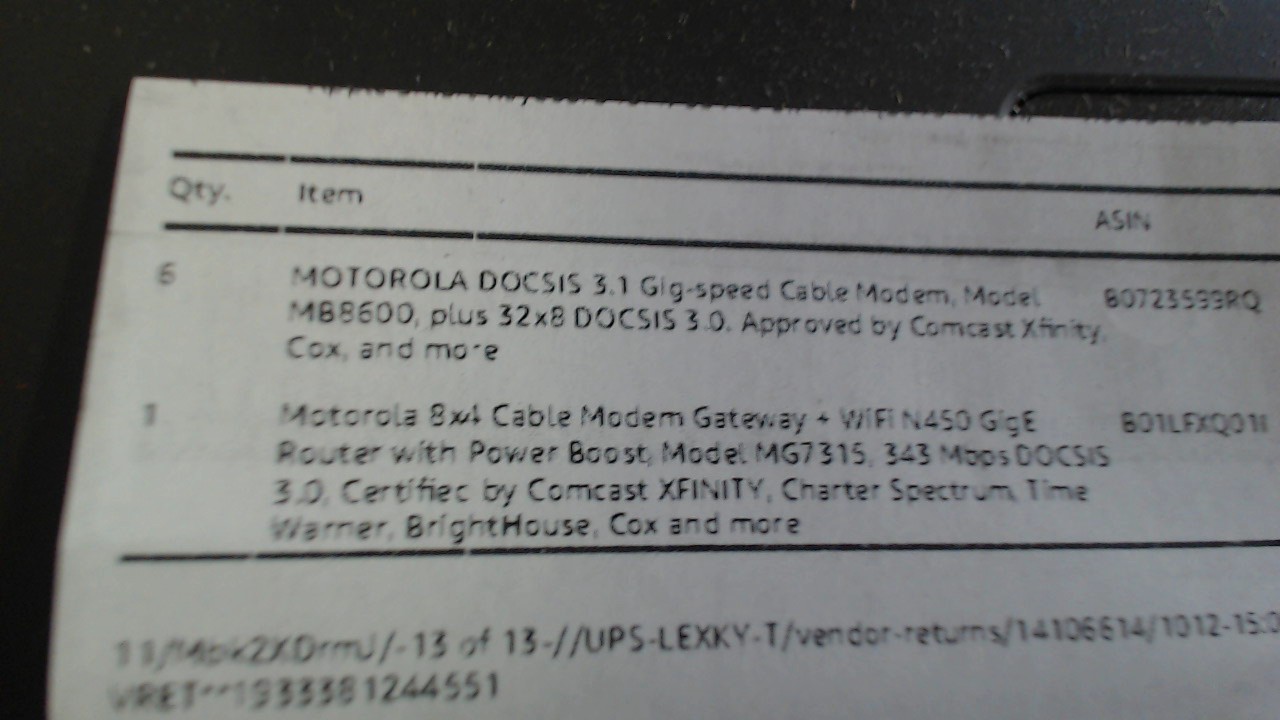 Qty. Item ASIN
6 MOTOROLA DOCSIS 3.1 Gig-speed Cable Modem, Model B0723599RQ
MB8600, plus 32x8 DOCSIS 3.0. Approved by Comcast Xfinity,
Cox, and more
1 Motorola 8x4 Cable Modem Gateway + WiFi N450 GigE
Router with Power Boost, Model MG7315, 343 Mbps DOCSIS
3.0, Certified by Comcast XFINITY, Charter Spectrum, Time
Warner, BrightHouse, Cox and more
13 of 13-//UPS-LEXKY-T/vendor-returns/14106614/1012-15:0
VRET**1933381244551